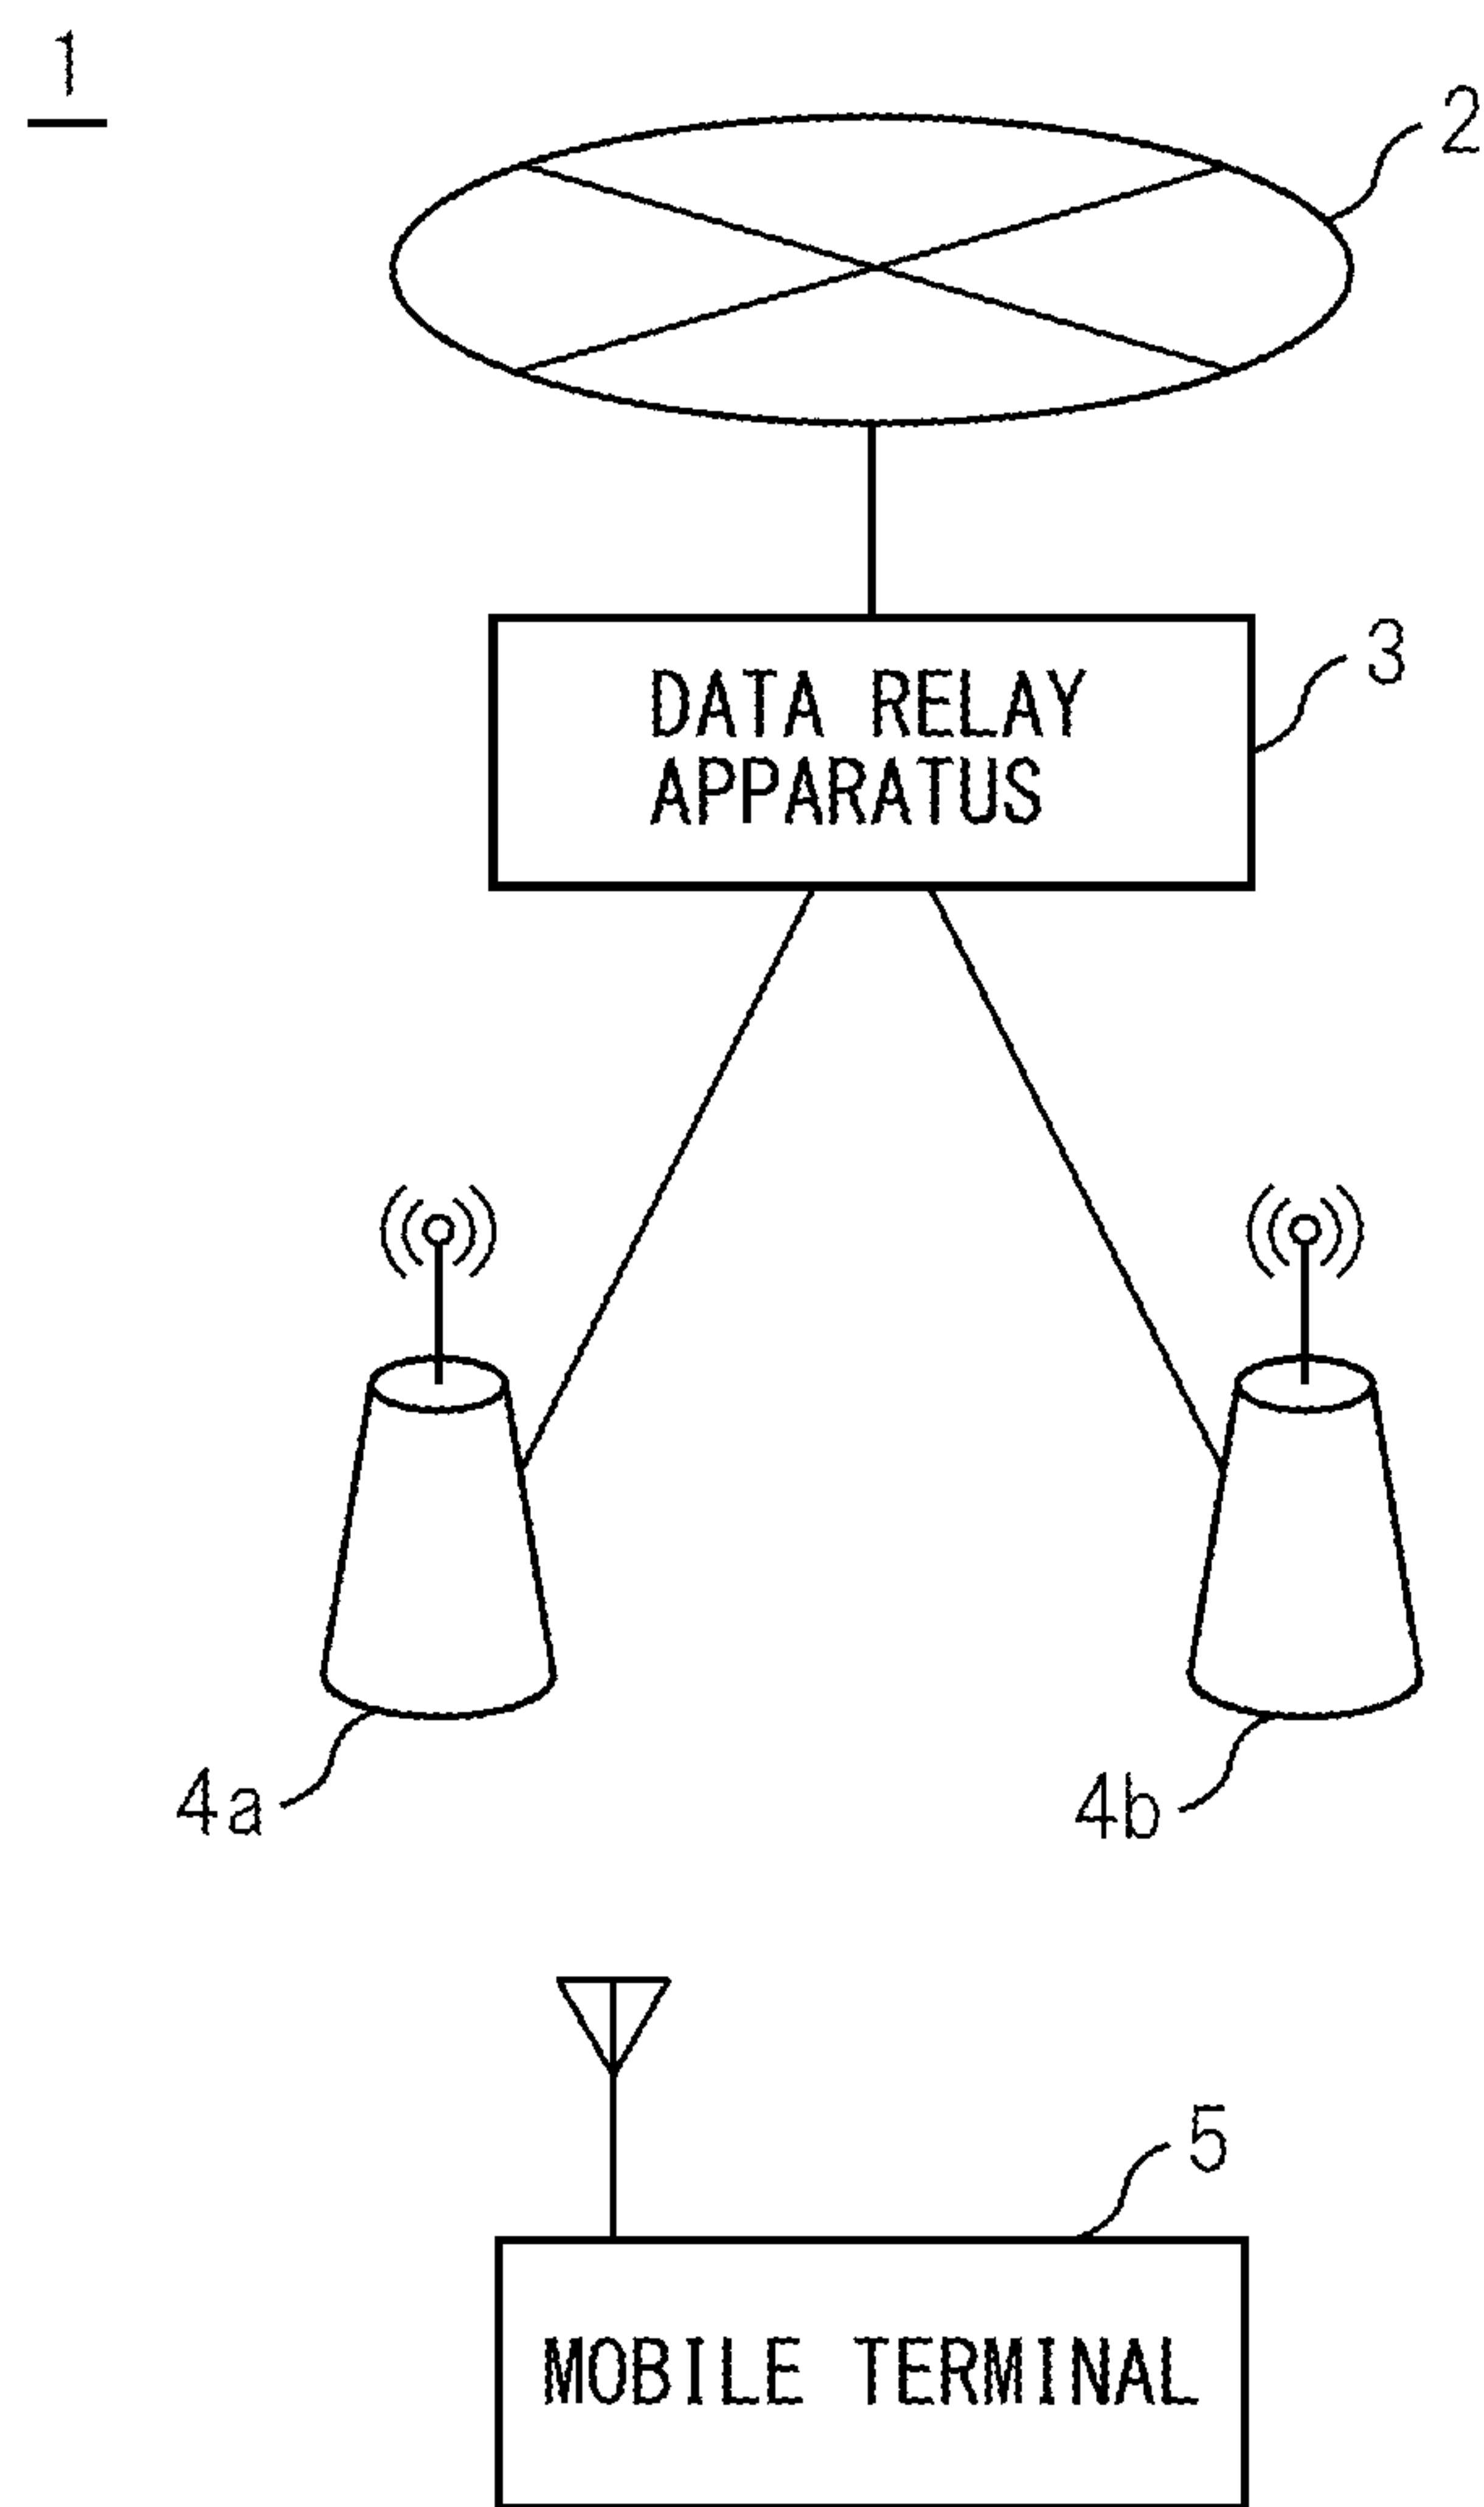 1
2
DATA RELAY
APPARATUS
3
4a
4b
5
MOBILE TERMINAL